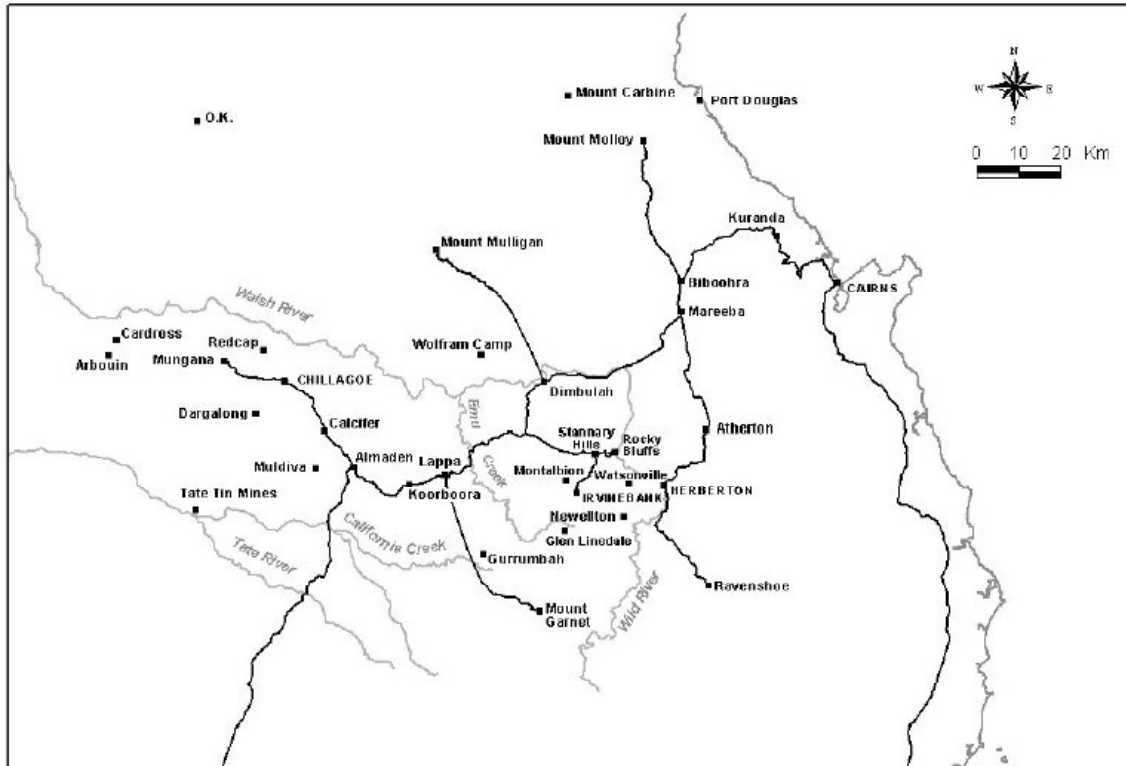 Mount Carbine
Port Douglas
N
W E
S
O.K.
Mount Molloy
0 10 20 Km
Kuranda
Mount Mulligan
Biboohra
CAIRNS
Walsh River
Mareeba
Cardross
Redcap
Wolfram Camp
Arbouin
Mungana
CHILLAGOE
Dimbulah
Dargalong
Emu
Creek
Calcifer
Stannary
Hills
Rocky
Bluffs
Atherton
Muldiva
Almaden
Lappa
Montalbion
Watsonville
Tate Tin Mines
Koorboora
IRVINEBANK
HERBERTON
Newellton
California Creek
Glen Linedale
Tate River
Gurrumbah
Wild River
Ravenshoe
Mount
Garnet